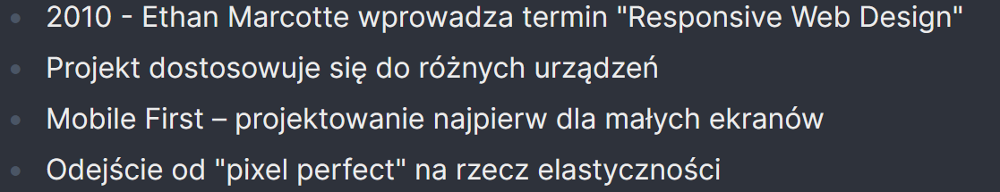 2010 - Ethan Marcotte wprowadza termin "Responsive Web Design"
Projekt dostosowuje się do różnych urządzeń
Mobile First – projektowanie najpierw dla małych ekranów
Odejście od "pixel perfect" na rzecz elastyczności